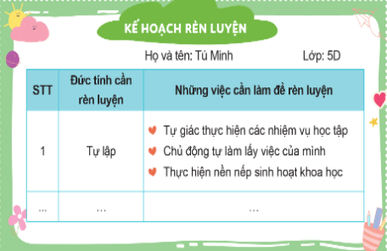 KẾ HOẠCH RÈN LUYỆN
Họ và tên: Tú Minh Lớp: 5D
STT Đức tính cần rèn luyện Những việc cần làm để rèn luyện
1 Tự lập
Tự giác thực hiện các nhiệm vụ học tập
Chủ động tự làm lấy việc của mình
Thực hiện nền nếp sinh hoạt khoa học
... ... ...